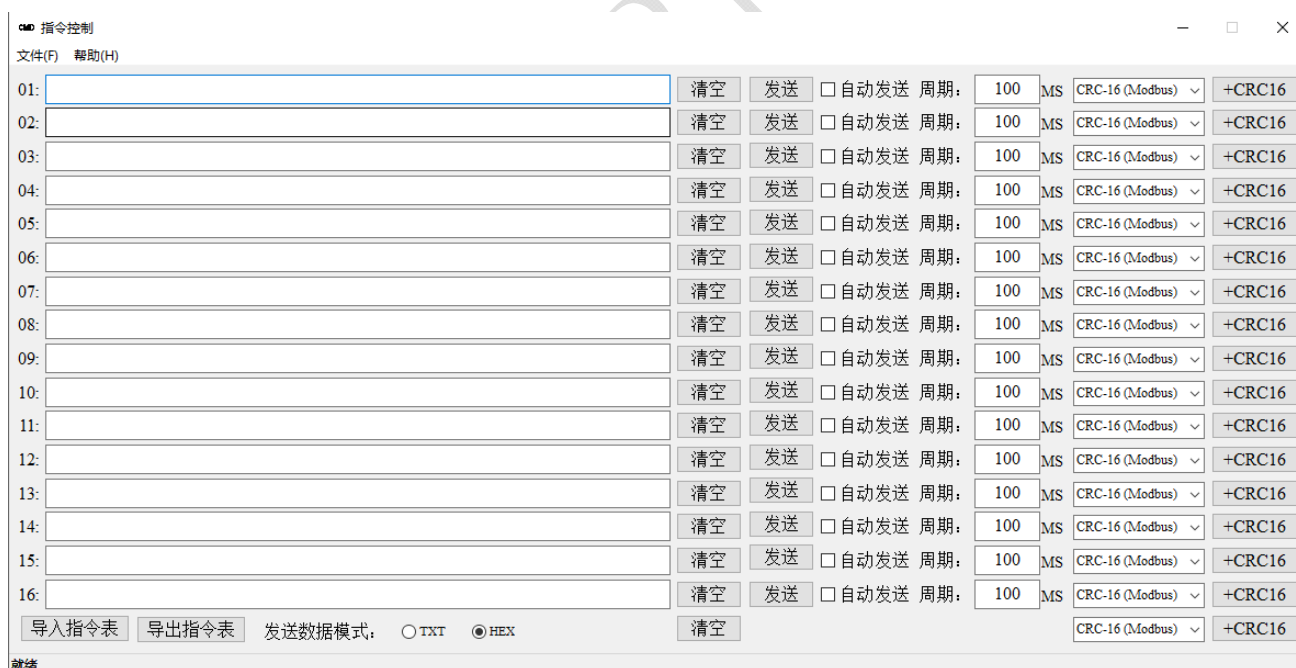 CMD 指令控制
文件(F) 帮助(H)
01: 清空 发送 自动发送 周期： 100 MS CRC-16 (Modbus) +CRC16
02: 清空 发送 自动发送 周期： 100 MS CRC-16 (Modbus) +CRC16
03: 清空 发送 自动发送 周期： 100 MS CRC-16 (Modbus) +CRC16
04: 清空 发送 自动发送 周期： 100 MS CRC-16 (Modbus) +CRC16
05: 清空 发送 自动发送 周期： 100 MS CRC-16 (Modbus) +CRC16
06: 清空 发送 自动发送 周期： 100 MS CRC-16 (Modbus) +CRC16
07: 清空 发送 自动发送 周期： 100 MS CRC-16 (Modbus) +CRC16
08: 清空 发送 自动发送 周期： 100 MS CRC-16 (Modbus) +CRC16
09: 清空 发送 自动发送 周期： 100 MS CRC-16 (Modbus) +CRC16
10: 清空 发送 自动发送 周期： 100 MS CRC-16 (Modbus) +CRC16
11: 清空 发送 自动发送 周期： 100 MS CRC-16 (Modbus) +CRC16
12: 清空 发送 自动发送 周期： 100 MS CRC-16 (Modbus) +CRC16
13: 清空 发送 自动发送 周期： 100 MS CRC-16 (Modbus) +CRC16
14: 清空 发送 自动发送 周期： 100 MS CRC-16 (Modbus) +CRC16
15: 清空 发送 自动发送 周期： 100 MS CRC-16 (Modbus) +CRC16
16: 清空 发送 自动发送 周期： 100 MS CRC-16 (Modbus) +CRC16
导入指令表 导出指令表 发送数据模式： TXT HEX 清空 CRC-16 (Modbus) +CRC16
就绪